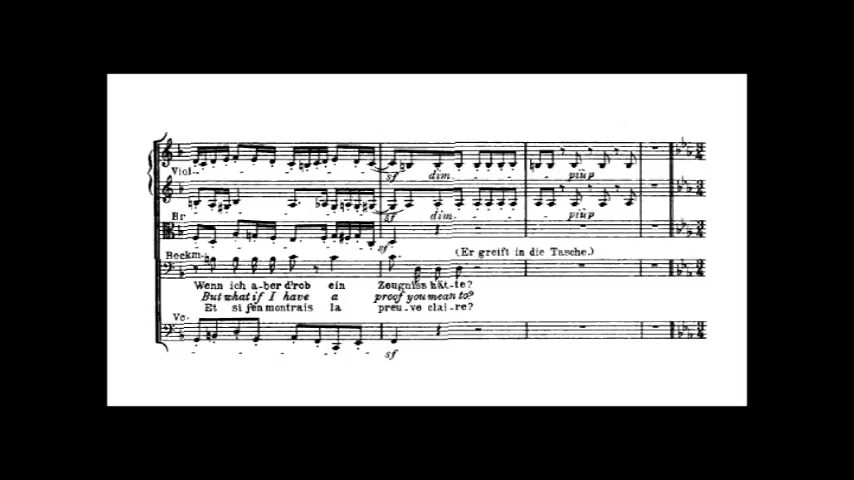 Viol.
sf dim. più p
Br
sf dim. più p
sf
Beckm. (Er greift in die Tasche.)
Wenn ich a-ber d'rob ein Zeugniss hät-te?
But what if I have a proof you mean to?
Et si j'en montrais la preu-ve clai-re?
Vc.
sf